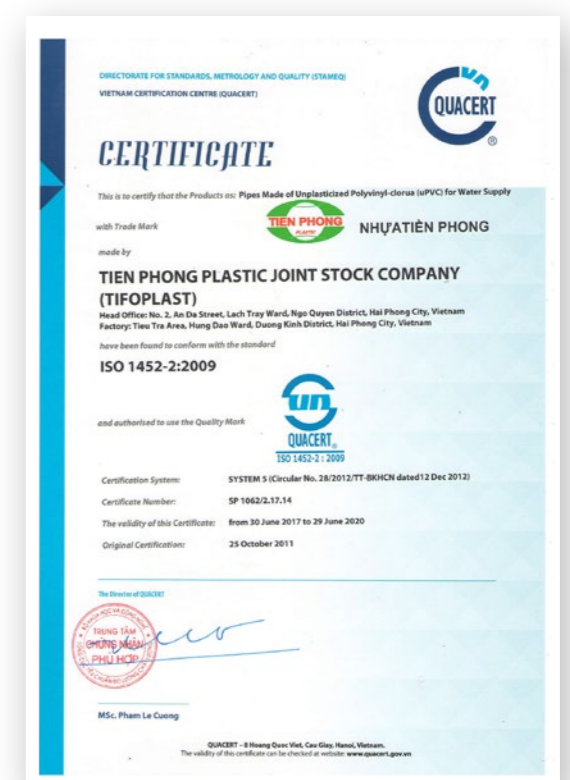 DIRECTORATE FOR STANDARDS, METROLOGY AND QUALITY (STAMEQ)
VIETNAM CERTIFICATION CENTRE (QUACERT)
QUACERT
®
CERTIFICATE
This is to certify that the Products as: Pipes Made of Unplasticized Polyvinyl-clorua (uPVC) for Water Supply
with Trade Mark
TIEN PHONG
PLASTIC
NHỰA TIỀN PHONG
made by
TIEN PHONG PLASTIC JOINT STOCK COMPANY
(TIFOPLAST)
Head Office: No. 2, An Da Street, Lach Tray Ward, Ngo Quyen District, Hai Phong City, Vietnam
Factory: Tieu Tra Area, Hung Dao Ward, Duong Kinh District, Hai Phong City, Vietnam
have been found to conform with the standard
ISO 1452-2:2009
and authorised to use the Quality Mark
QUACERT®
ISO 1452-2 : 2009
Certification System: SYSTEM 5 (Circular No. 28/2012/TT-BKHCN dated12 Dec 2012)
Certificate Number: SP 1062/2.17.14
The validity of this Certificate: from 30 June 2017 to 29 June 2020
Original Certification: 25 October 2011
The Director of QUACERT
TRUNG TÂM
CHỨNG NHẬN
PHÙ HỢP
MSc. Pham Le Cuong
QUACERT – 8 Hoang Quoc Viet, Cau Giay, Hanoi, Vietnam.
The validity of this certificate can be checked at website: www.quacert.gov.vn